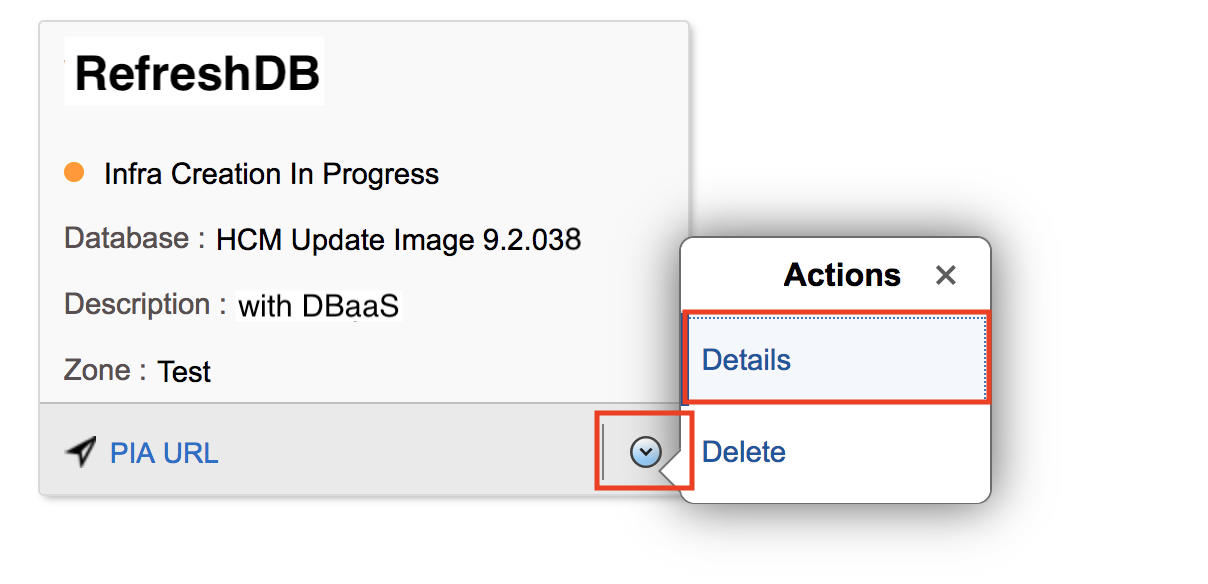 RefreshDB
Infra Creation In Progress
Database : HCM Update Image 9.2.038
Description : with DBaaS
Zone : Test
PIA URL
Actions
Details
Delete